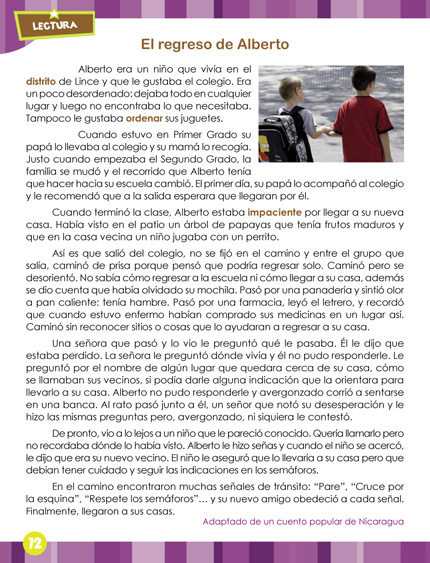 LECTURA
El regreso de Alberto
Alberto era un niño que vivía en el
distrito de Lince y que le gustaba el colegio. Era
un poco desordenado: dejaba todo en cualquier
lugar y luego no encontraba lo que necesitaba.
Tampoco le gustaba ordenar sus juguetes.
Cuando estuvo en Primer Grado su
papá lo llevaba al colegio y su mamá lo recogía.
Justo cuando empezaba el Segundo Grado, la
familia se mudó y el recorrido que Alberto tenía
que hacer hacia su escuela cambió. El primer día, su papá lo acompañó al colegio
y le recomendó que a la salida esperara que llegaran por él.
Cuando terminó la clase, Alberto estaba impaciente por llegar a su nueva
casa. Había visto en el patio un árbol de papayas que tenía frutos maduros y
que en la casa vecina un niño jugaba con un perrito.
Así es que salió del colegio, no se fijó en el camino y entre el grupo que
salía, caminó de prisa porque pensó que podría regresar solo. Caminó pero se
desorientó. No sabía cómo regresar a la escuela ni cómo llegar a su casa, además
se dio cuenta que había olvidado su mochila. Pasó por una panadería y sintió olor
a pan caliente: tenía hambre. Pasó por una farmacia, leyó el letrero, y recordó
que cuando estuvo enfermo habían comprado sus medicinas en un lugar así.
Caminó sin reconocer sitios o cosas que lo ayudaran a regresar a su casa.
Una señora que pasó y lo vio le preguntó qué le pasaba. Él le dijo que
estaba perdido. La señora le preguntó dónde vivía y él no pudo responderle. Le
preguntó por el nombre de algún lugar que quedara cerca de su casa, cómo
se llamaban sus vecinos, si podía darle alguna indicación que la orientara para
llevarlo a su casa. Alberto no pudo responderle y avergonzado corrió a sentarse
en una banca. Al rato pasó junto a él, un señor que notó su desesperación y le
hizo las mismas preguntas pero, avergonzado, ni siquiera le contestó.
De pronto, vio a lo lejos a un niño que le pareció conocido. Quería llamarlo pero
no recordaba dónde lo había visto. Alberto le hizo señas y cuando el niño se acercó,
le dijo que era su nuevo vecino. El niño le aseguró que lo llevaría a su casa pero que
debían tener cuidado y seguir las indicaciones en los semáforos.
En el camino encontraron muchas señales de tránsito: “Pare”, “Cruce por
la esquina”, “Respete los semáforos”… y su nuevo amigo obedeció a cada señal.
Finalmente, llegaron a sus casas.
Adaptado de un cuento popular de Nicaragua
12